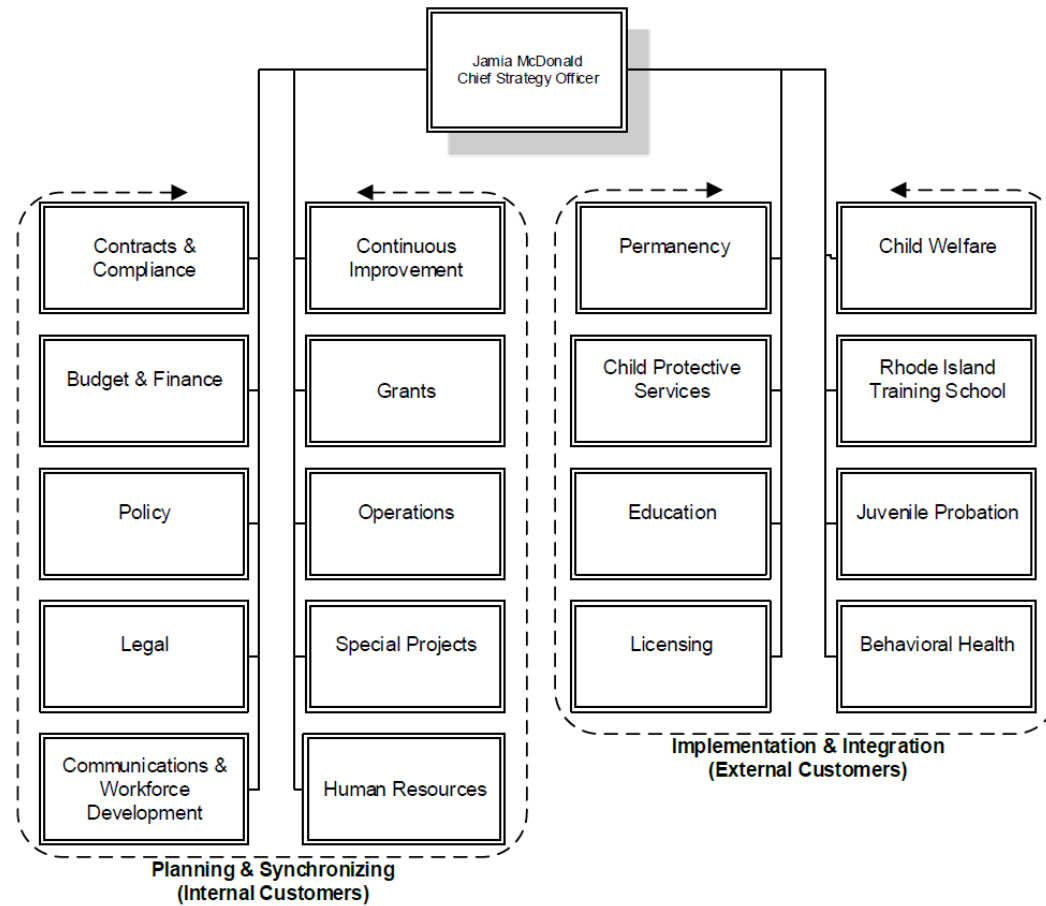 Jamia McDonald
Chief Strategy Officer
Contracts &
Compliance
Continuous
Improvement
Permanency
Child Welfare
Budget & Finance
Grants
Child Protective
Services
Rhode Island
Training School
Policy
Operations
Education
Juvenile Probation
Legal
Special Projects
Licensing
Behavioral Health
Communications &
Workforce
Development
Human Resources
Implementation & Integration
(External Customers)
Planning & Synchronizing
(Internal Customers)